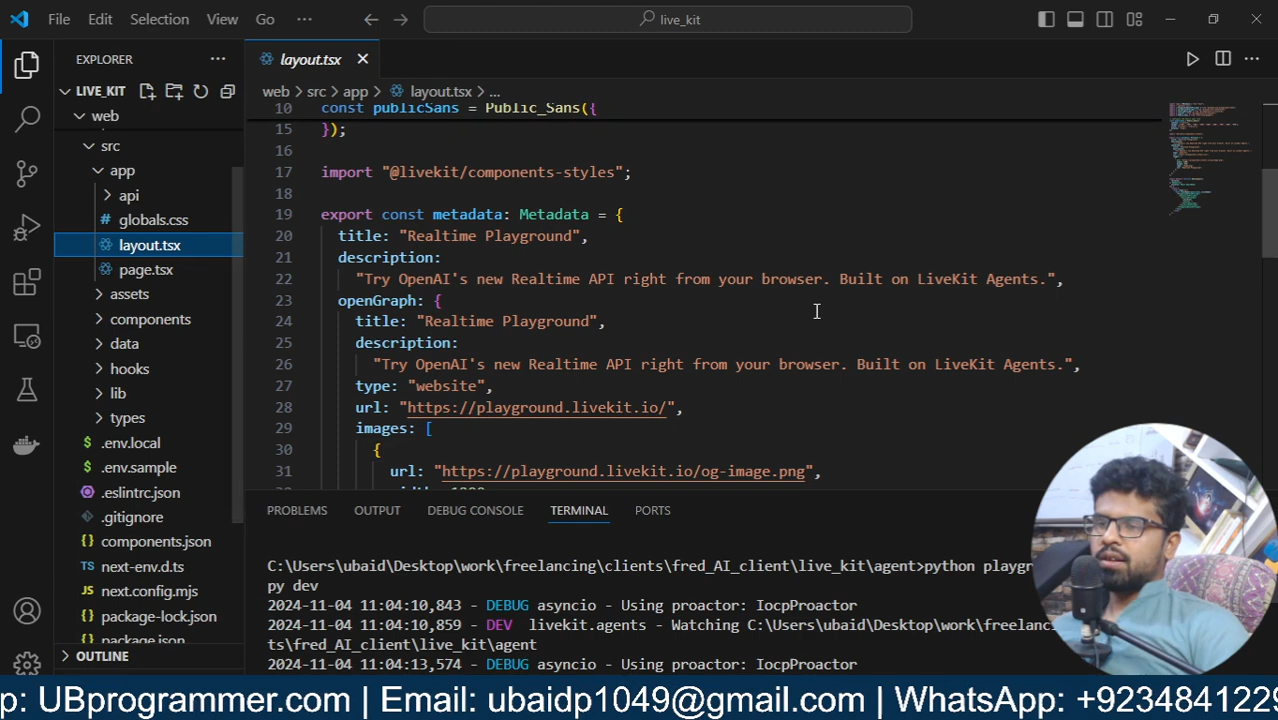 File Edit Selection View Go ··· live_kit
EXPLORER ··· layout.tsx
LIVE_KIT web > src > app > layout.tsx > ...
web
src
app
api
globals.css
layout.tsx
page.tsx
assets
components
data
hooks
lib
types
.env.local
.env.sample
.eslintrc.json
.gitignore
components.json
next-env.d.ts
next.config.mjs
package-lock.json
package.json
OUTLINE
10 const publicSans = Public_Sans({
15 });
16
17 import "@livekit/components-styles";
18
19 export const metadata: Metadata = {
20 title: "Realtime Playground",
21 description:
22 "Try OpenAI's new Realtime API right from your browser. Built on LiveKit Agents.",
23 openGraph: {
24 title: "Realtime Playground",
25 description:
26 "Try OpenAI's new Realtime API right from your browser. Built on LiveKit Agents.",
27 type: "website",
28 url: "https://playground.livekit.io/",
29 images: [
30 {
31 url: "https://playground.livekit.io/og-image.png",
PROBLEMS OUTPUT DEBUG CONSOLE TERMINAL PORTS
C:\Users\ubaid\Desktop\work\freelancing\clients\fred_AI_client\live_kit\agent>python playg
py dev
2024-11-04 11:04:10,843 - DEBUG asyncio - Using proactor: IocpProactor
2024-11-04 11:04:10,859 - DEV livekit.agents - Watching C:\Users\ubaid\Desktop\work\freelanc
ts\fred_AI_client\live_kit\agent
2024-11-04 11:04:13,574 - DEBUG asyncio - Using proactor: IocpProactor
p: UBprogrammer.com | Email: ubaidp1049@gmail.com | WhatsApp: +923484122